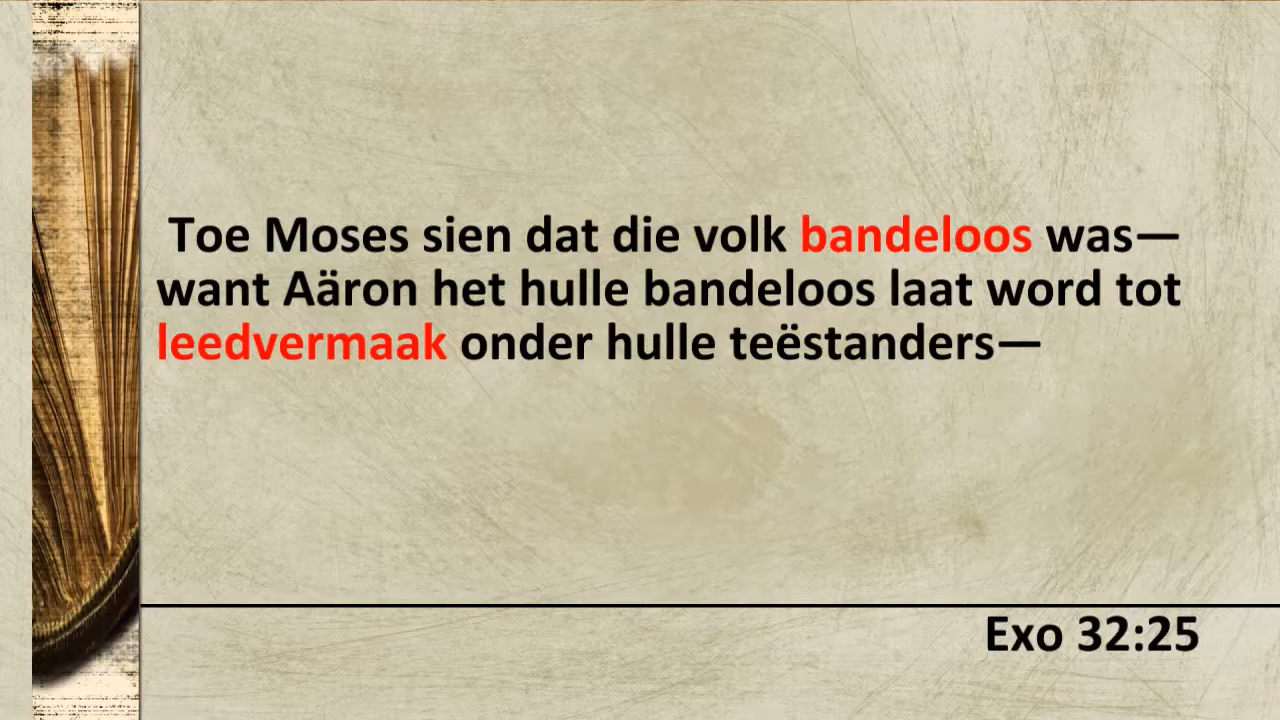 Toe Moses sien dat die volk bandeloos was—
want Aäron het hulle bandeloos laat word tot
leedvermaak onder hulle teëstanders—
Exo 32:25